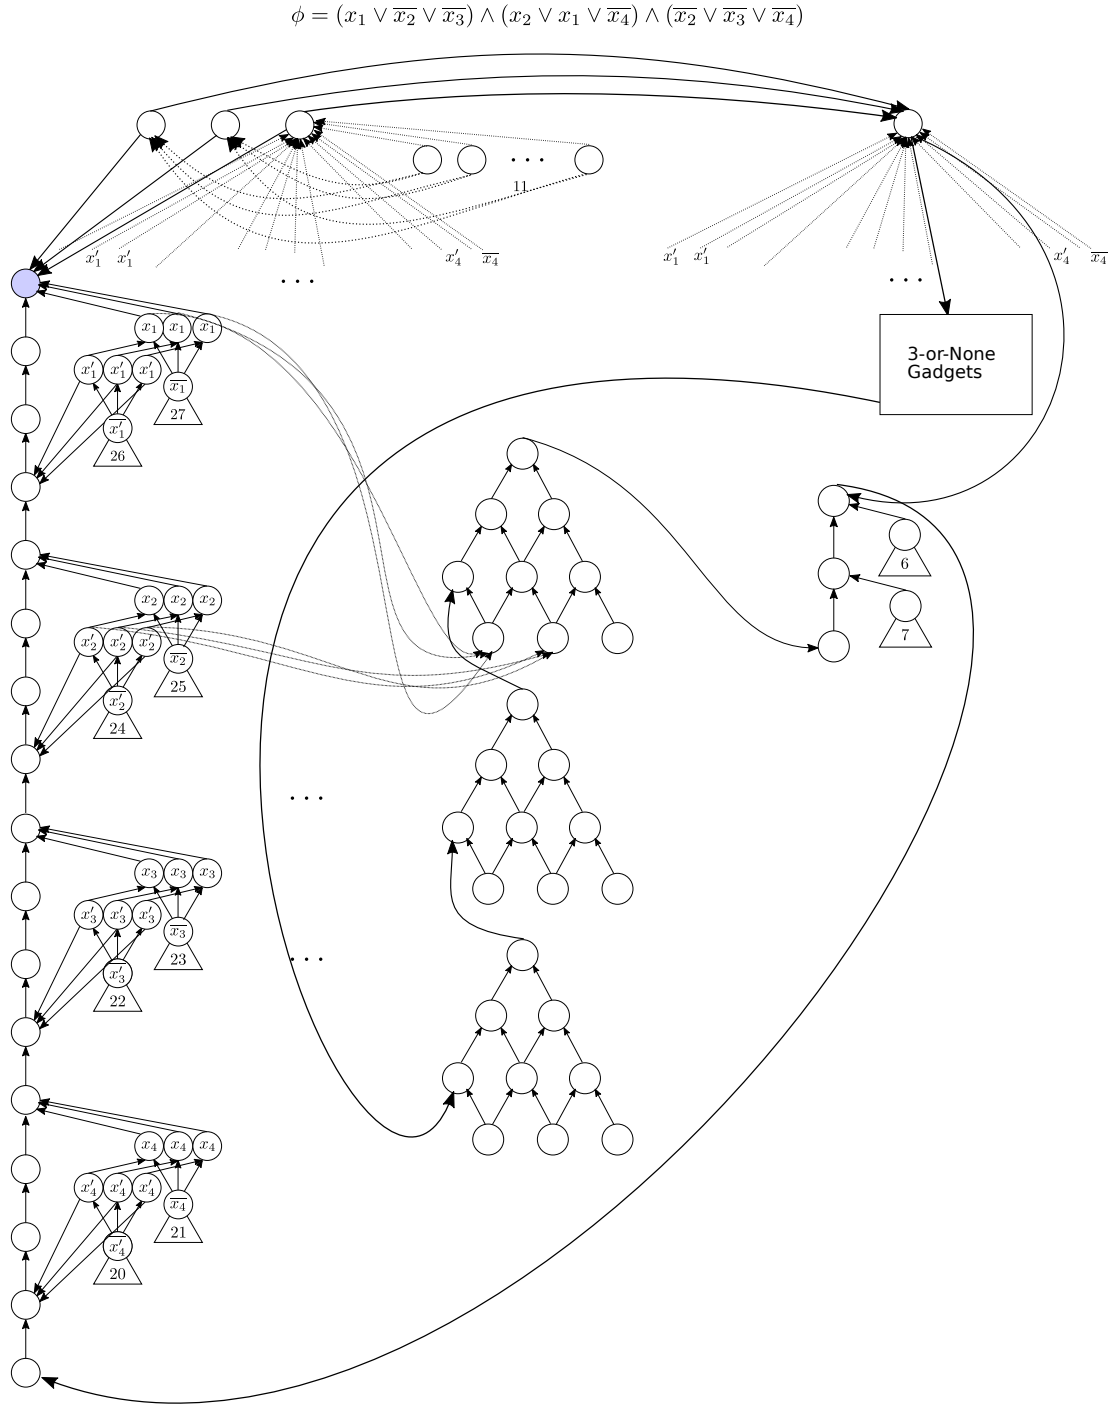 ϕ = (x₁ ∨ x̅₂ ∨ x̅₃) ∧ (x₂ ∨ x₁ ∨ x̅₄) ∧ (x̅₂ ∨ x̅₃ ∨ x̅₄)
. . .
11
x′₁ x′₁ x′₄ x̅₄ x′₁ x′₁ x′₄ x̅₄
. . . . . .
x₁ x₁ x₁
3-or-None
Gadgets
x′₁ x′₁ x′₁
x̅₁
27
x̅′₁
26
6
x₂ x₂ x₂
7
x′₂ x′₂ x′₂
x̅₂
25
x̅′₂
24
. . .
x₃ x₃ x₃
x′₃ x′₃ x′₃
x̅₃
23
. . .
x̅′₃
22
x₄ x₄ x₄
x′₄ x′₄ x′₄
x̅₄
21
x̅′₄
20